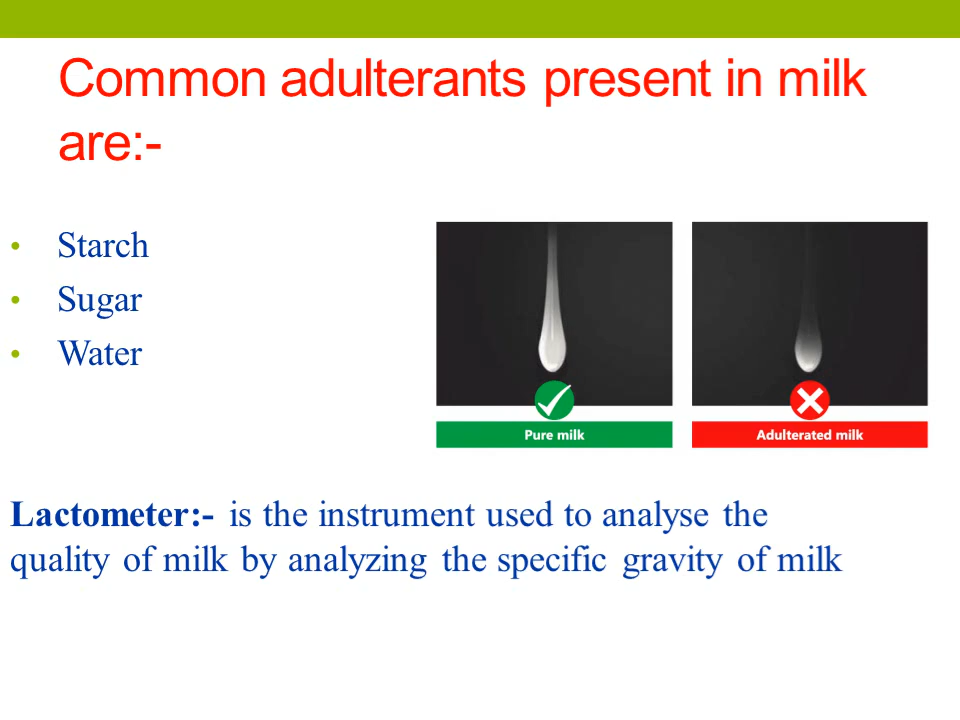 Common adulterants present in milk
are:-
• Starch
• Sugar
• Water
Pure milk
Adulterated milk
Lactometer:- is the instrument used to analyse the
quality of milk by analyzing the specific gravity of milk